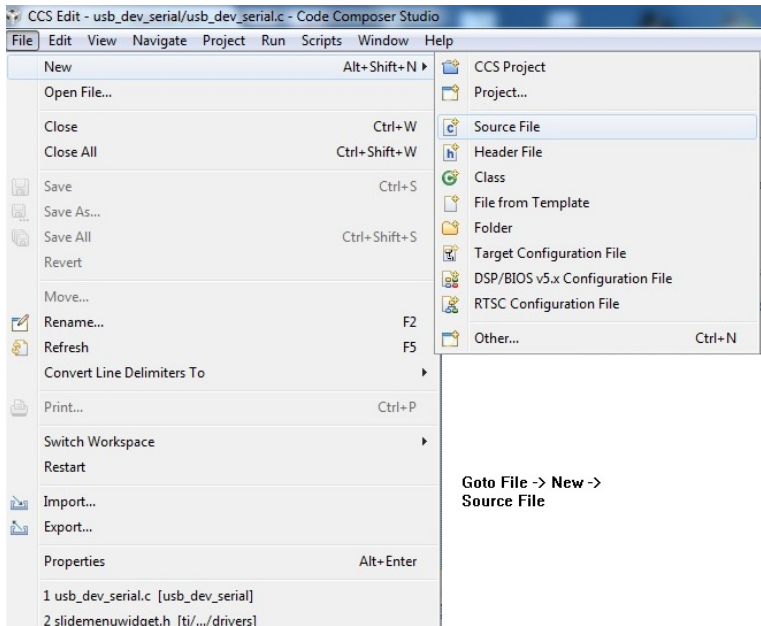 CCS Edit - usb_dev_serial/usb_dev_serial.c - Code Composer Studio
File Edit View Navigate Project Run Scripts Window Help
New Alt+Shift+N
Open File...
Close Ctrl+W
Close All Ctrl+Shift+W
Save Ctrl+S
Save As...
Save All Ctrl+Shift+S
Revert
Move...
Rename... F2
Refresh F5
Convert Line Delimiters To
Print... Ctrl+P
Switch Workspace
Restart
Import...
Export...
Properties Alt+Enter
1 usb_dev_serial.c [usb_dev_serial]
2 slidemenuwidget.h [ti/.../drivers]
CCS Project
Project...
Source File
Header File
Class
File from Template
Folder
Target Configuration File
DSP/BIOS v5.x Configuration File
RTSC Configuration File
Other... Ctrl+N
Goto File -> New ->
Source File